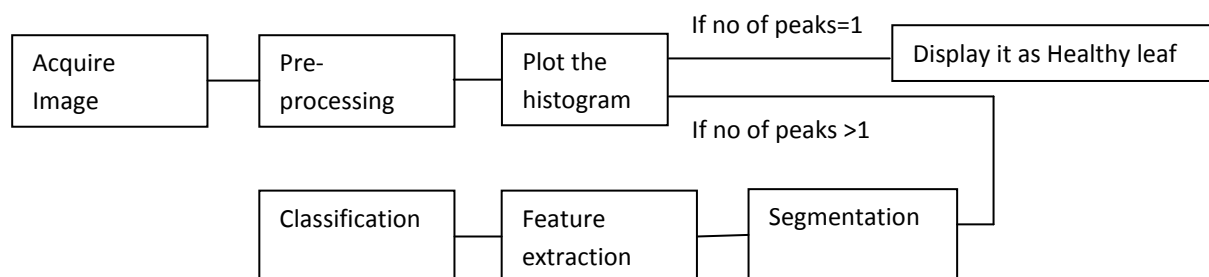 If no of peaks=1
Acquire
Image
Pre-
processing
Plot the
histogram
Display it as Healthy leaf
If no of peaks >1
Classification
Feature
extraction
Segmentation